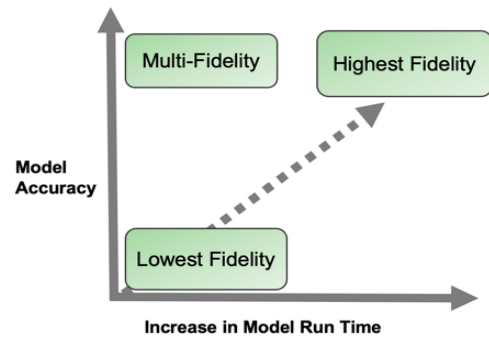 Multi-Fidelity
Highest Fidelity
Model
Accuracy
Lowest Fidelity
Increase in Model Run Time